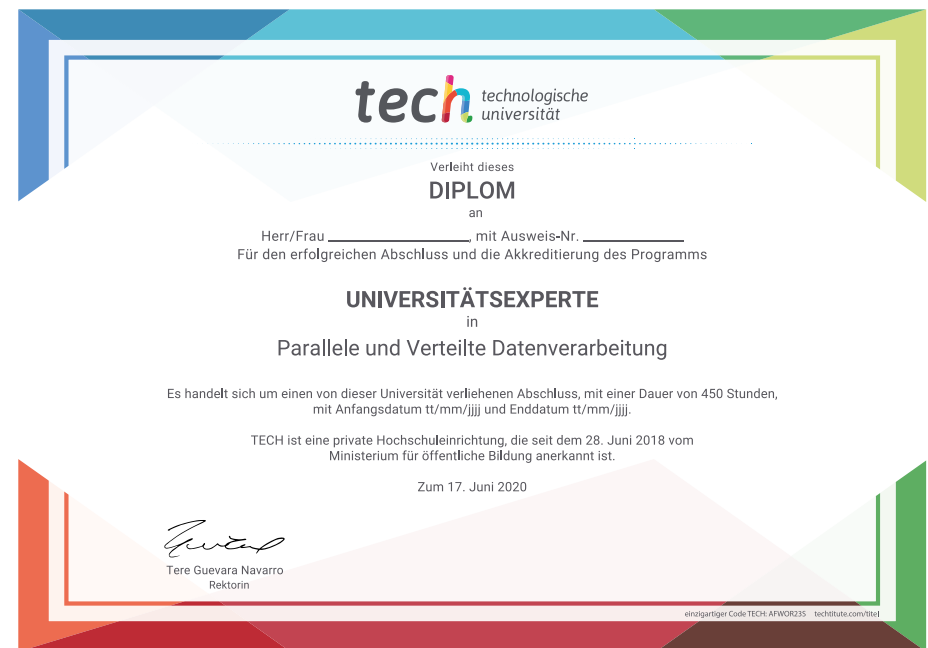 tech technologische
universität
Verleiht dieses
DIPLOM
an
Herr/Frau ____________________, mit Ausweis-Nr. ______________
Für den erfolgreichen Abschluss und die Akkreditierung des Programms
UNIVERSITÄTSEXPERTE
in
Parallele und Verteilte Datenverarbeitung
Es handelt sich um einen von dieser Universität verliehenen Abschluss, mit einer Dauer von 450 Stunden,
mit Anfangsdatum tt/mm/jjjj und Enddatum tt/mm/jjjj.
TECH ist eine private Hochschuleinrichtung, die seit dem 28. Juni 2018 vom
Ministerium für öffentliche Bildung anerkannt ist.
Zum 17. Juni 2020
Tere Guevara Navarro
Rektorin
einzigartiger Code TECH: AFWOR23S techtitute.com/titel